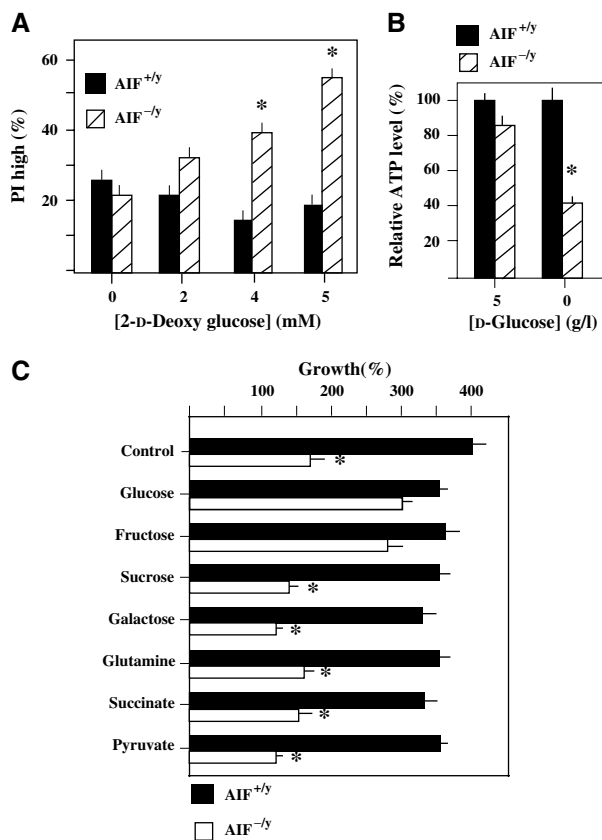 A
PI high (%)
60
40
20
AIF+/y
AIF−/y
*
*
0 2 4 5
[2-D-Deoxy glucose] (mM)
B
AIF+/y
AIF−/y
Relative ATP level (%)
100
80
60
40
20
*
5 0
[D-Glucose] (g/l)
C
Growth(%)
100 200 300 400
Control *
Glucose
Fructose
Sucrose *
Galactose *
Glutamine *
Succinate *
Pyruvate *
AIF+/y
AIF−/y